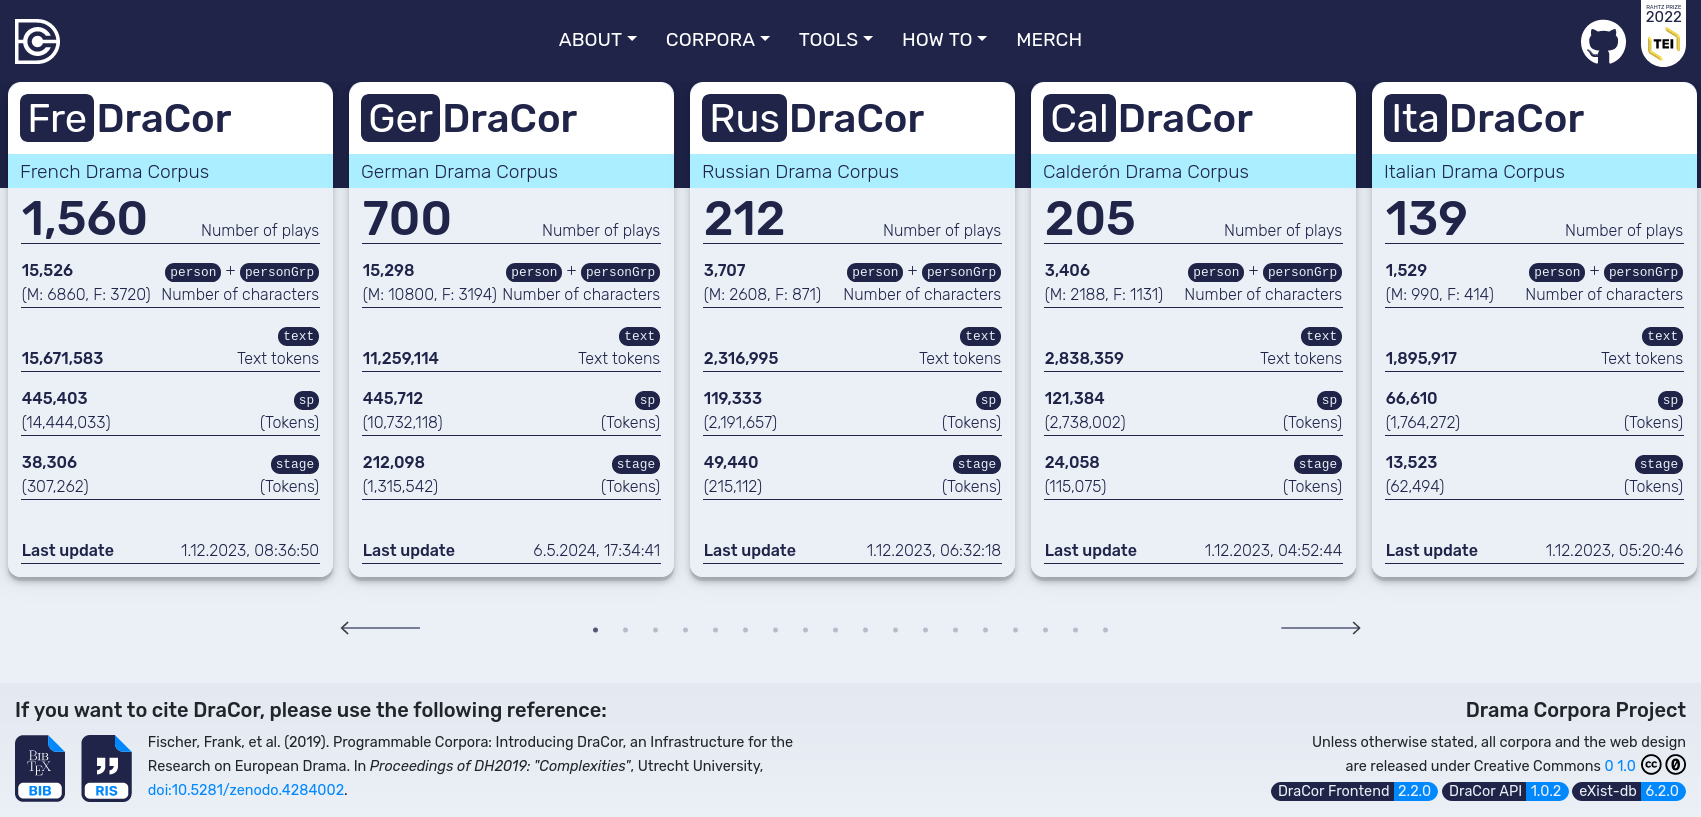 ABOUT CORPORA TOOLS HOW TO MERCH
RAHTZ PRIZE
2022
TEI
FreDraCor
French Drama Corpus
1,560 Number of plays
15,526 person + personGrp
(M: 6860, F: 3720) Number of characters
text
15,671,583 Text tokens
445,403 sp
(14,444,033) (Tokens)
38,306 stage
(307,262) (Tokens)
Last update 1.12.2023, 08:36:50
GerDraCor
German Drama Corpus
700 Number of plays
15,298 person + personGrp
(M: 10800, F: 3194) Number of characters
text
11,259,114 Text tokens
445,712 sp
(10,732,118) (Tokens)
212,098 stage
(1,315,542) (Tokens)
Last update 6.5.2024, 17:34:41
RusDraCor
Russian Drama Corpus
212 Number of plays
3,707 person + personGrp
(M: 2608, F: 871) Number of characters
text
2,316,995 Text tokens
119,333 sp
(2,191,657) (Tokens)
49,440 stage
(215,112) (Tokens)
Last update 1.12.2023, 06:32:18
CalDraCor
Calderón Drama Corpus
205 Number of plays
3,406 person + personGrp
(M: 2188, F: 1131) Number of characters
text
2,838,359 Text tokens
121,384 sp
(2,738,002) (Tokens)
24,058 stage
(115,075) (Tokens)
Last update 1.12.2023, 04:52:44
ItaDraCor
Italian Drama Corpus
139 Number of plays
1,529 person + personGrp
(M: 990, F: 414) Number of characters
text
1,895,917 Text tokens
66,610 sp
(1,764,272) (Tokens)
13,523 stage
(62,494) (Tokens)
Last update 1.12.2023, 05:20:46
If you want to cite DraCor, please use the following reference:
BIBTEX
BIB
RIS
Fischer, Frank, et al. (2019). Programmable Corpora: Introducing DraCor, an Infrastructure for the
Research on European Drama. In Proceedings of DH2019: "Complexities", Utrecht University,
doi:10.5281/zenodo.4284002.
Drama Corpora Project
Unless otherwise stated, all corpora and the web design
are released under Creative Commons 0 1.0 cc 0
DraCor Frontend 2.2.0 DraCor API 1.0.2 eXist-db 6.2.0